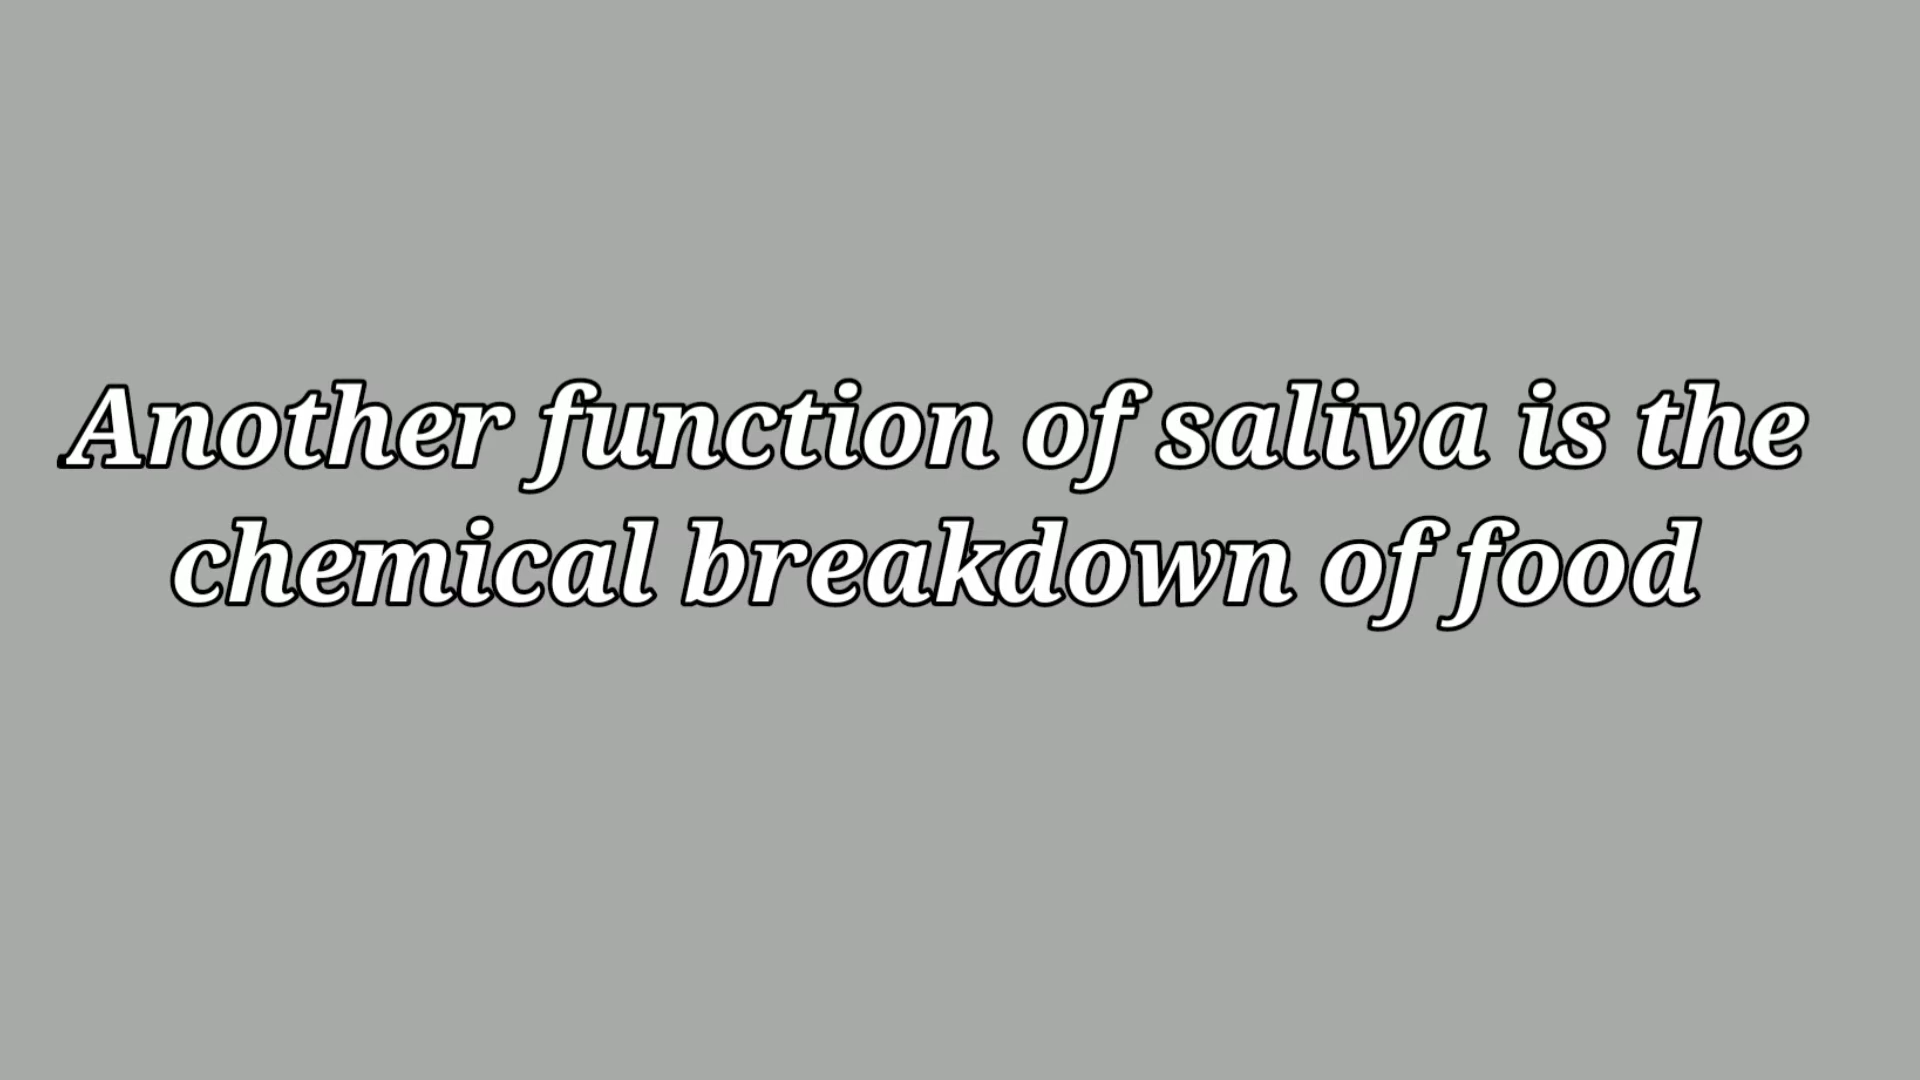 Another function of saliva is the
chemical breakdown of food